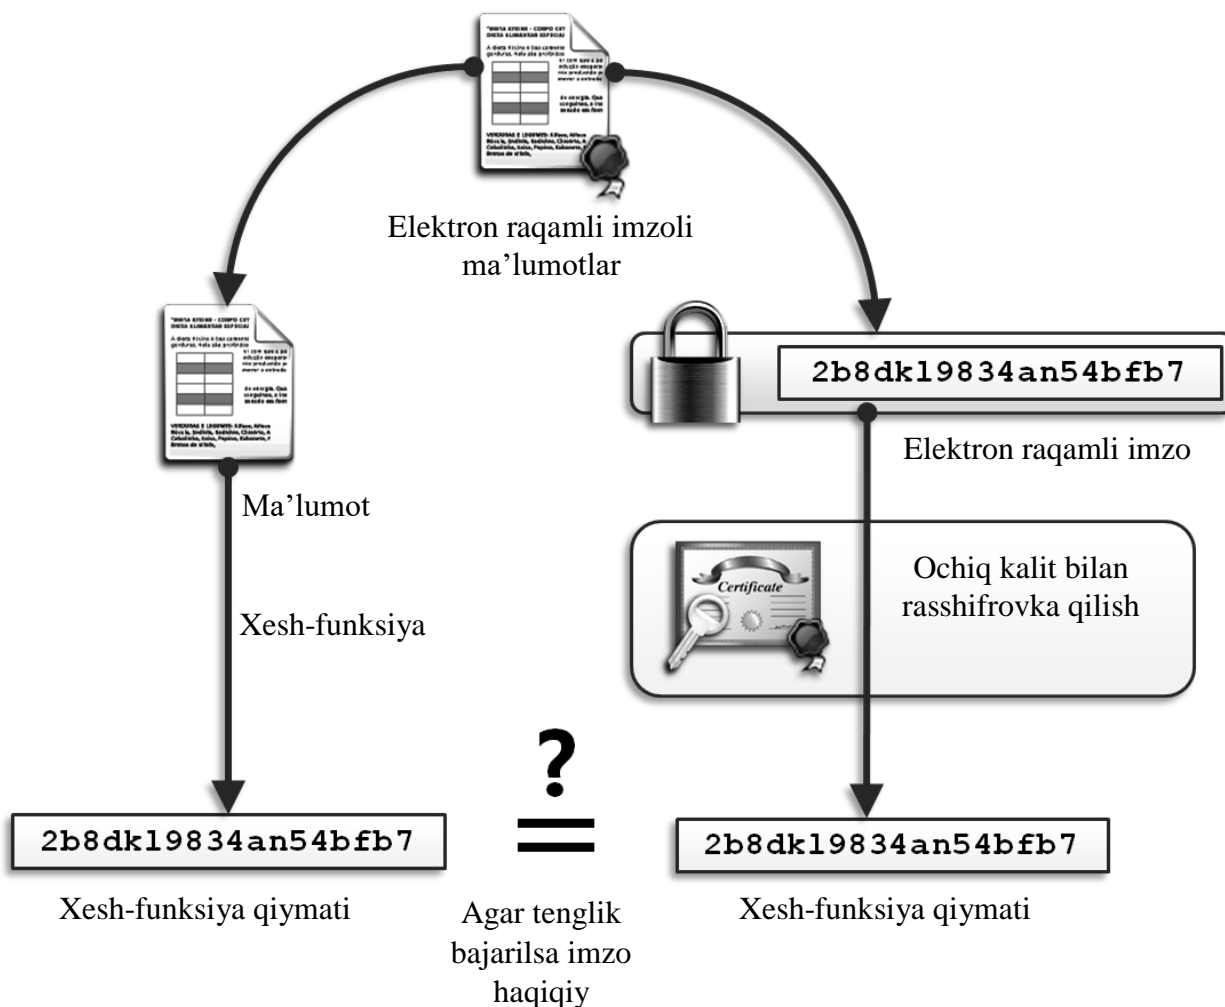 Elektron raqamli imzoli
ma’lumotlar
2b8dkl9834an54bfb7
Elektron raqamli imzo
Ma’lumot
Xesh-funksiya
Certificate
Ochiq kalit bilan
rasshifrovka qilish
?
=
2b8dkl9834an54bfb7
Xesh-funksiya qiymati
Agar tenglik
bajarilsa imzo
haqiqiy
2b8dkl9834an54bfb7
Xesh-funksiya qiymati